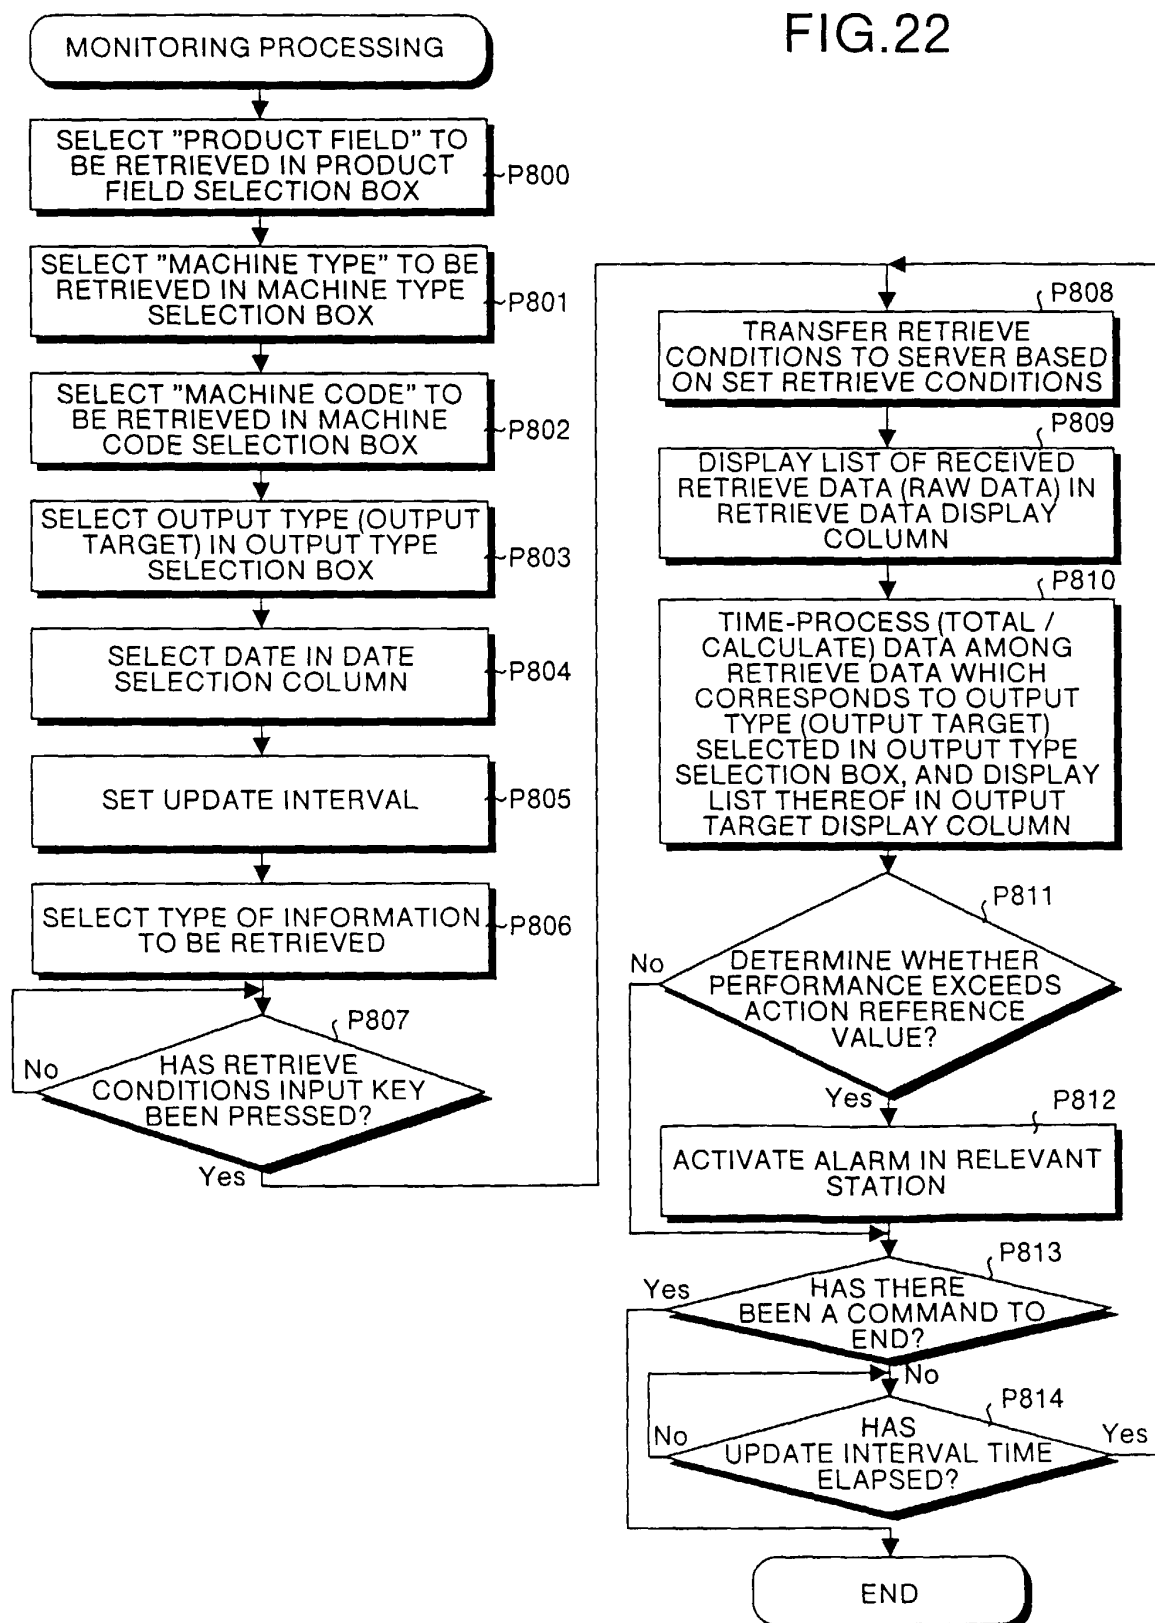 FIG.22
MONITORING PROCESSING
SELECT "PRODUCT FIELD" TO
BE RETRIEVED IN PRODUCT
FIELD SELECTION BOX
P800
SELECT "MACHINE TYPE" TO BE
RETRIEVED IN MACHINE TYPE
SELECTION BOX
P801
SELECT "MACHINE CODE" TO
BE RETRIEVED IN MACHINE
CODE SELECTION BOX
P802
SELECT OUTPUT TYPE (OUTPUT
TARGET) IN OUTPUT TYPE
SELECTION BOX
P803
SELECT DATE IN DATE
SELECTION COLUMN
P804
SET UPDATE INTERVAL
P805
SELECT TYPE OF INFORMATION
TO BE RETRIEVED
P806
P807
No
HAS RETRIEVE
CONDITIONS INPUT KEY
BEEN PRESSED?
Yes
P808
TRANSFER RETRIEVE
CONDITIONS TO SERVER BASED
ON SET RETRIEVE CONDITIONS
P809
DISPLAY LIST OF RECEIVED
RETRIEVE DATA (RAW DATA) IN
RETRIEVE DATA DISPLAY
COLUMN
P810
TIME-PROCESS (TOTAL /
CALCULATE) DATA AMONG
RETRIEVE DATA WHICH
CORRESPONDS TO OUTPUT
TYPE (OUTPUT TARGET)
SELECTED IN OUTPUT TYPE
SELECTION BOX, AND DISPLAY
LIST THEREOF IN OUTPUT
TARGET DISPLAY COLUMN
P811
No
DETERMINE WHETHER
PERFORMANCE EXCEEDS
ACTION REFERENCE
VALUE?
Yes
P812
ACTIVATE ALARM IN RELEVANT
STATION
P813
Yes
HAS THERE
BEEN A COMMAND TO
END?
No
P814
No
HAS
UPDATE INTERVAL TIME
ELAPSED?
Yes
END